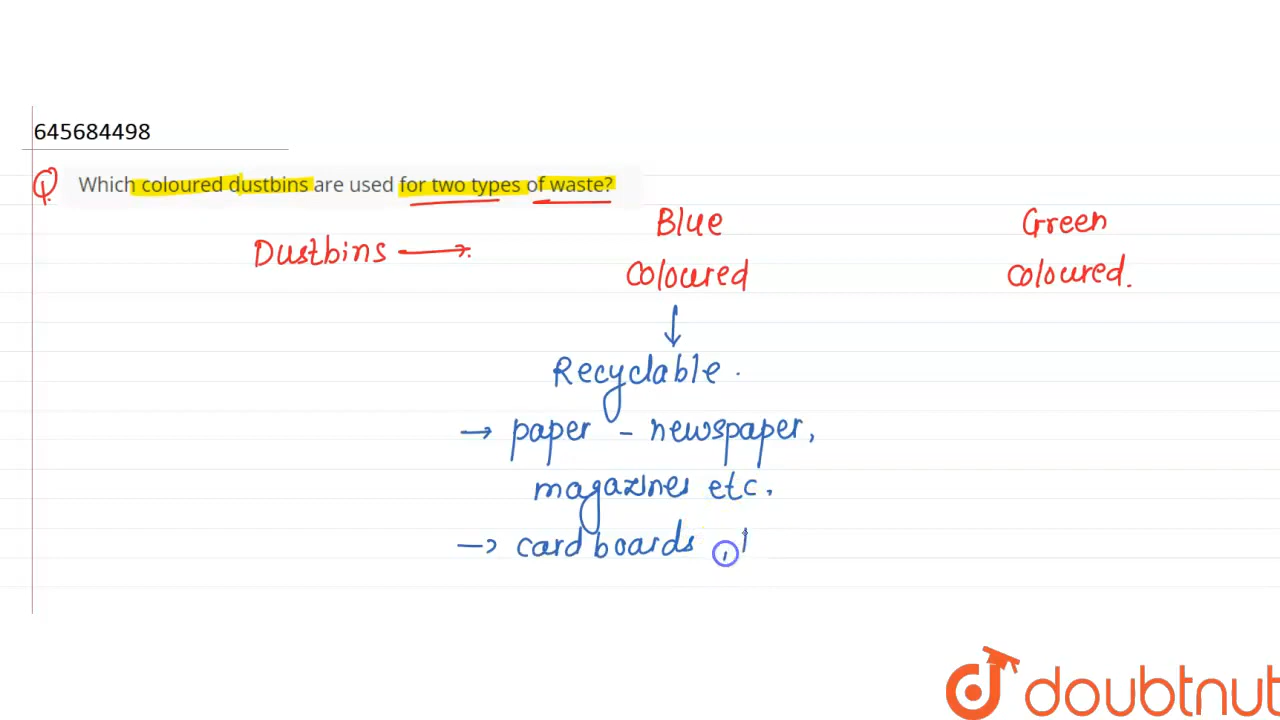 645684498
Q. Which coloured dustbins are used for two types of waste?
Dustbins → Blue Coloured Green Coloured.
↓
Recyclable.
→ paper - newspaper,
magazines etc.
→ cardboards,
doubtnut